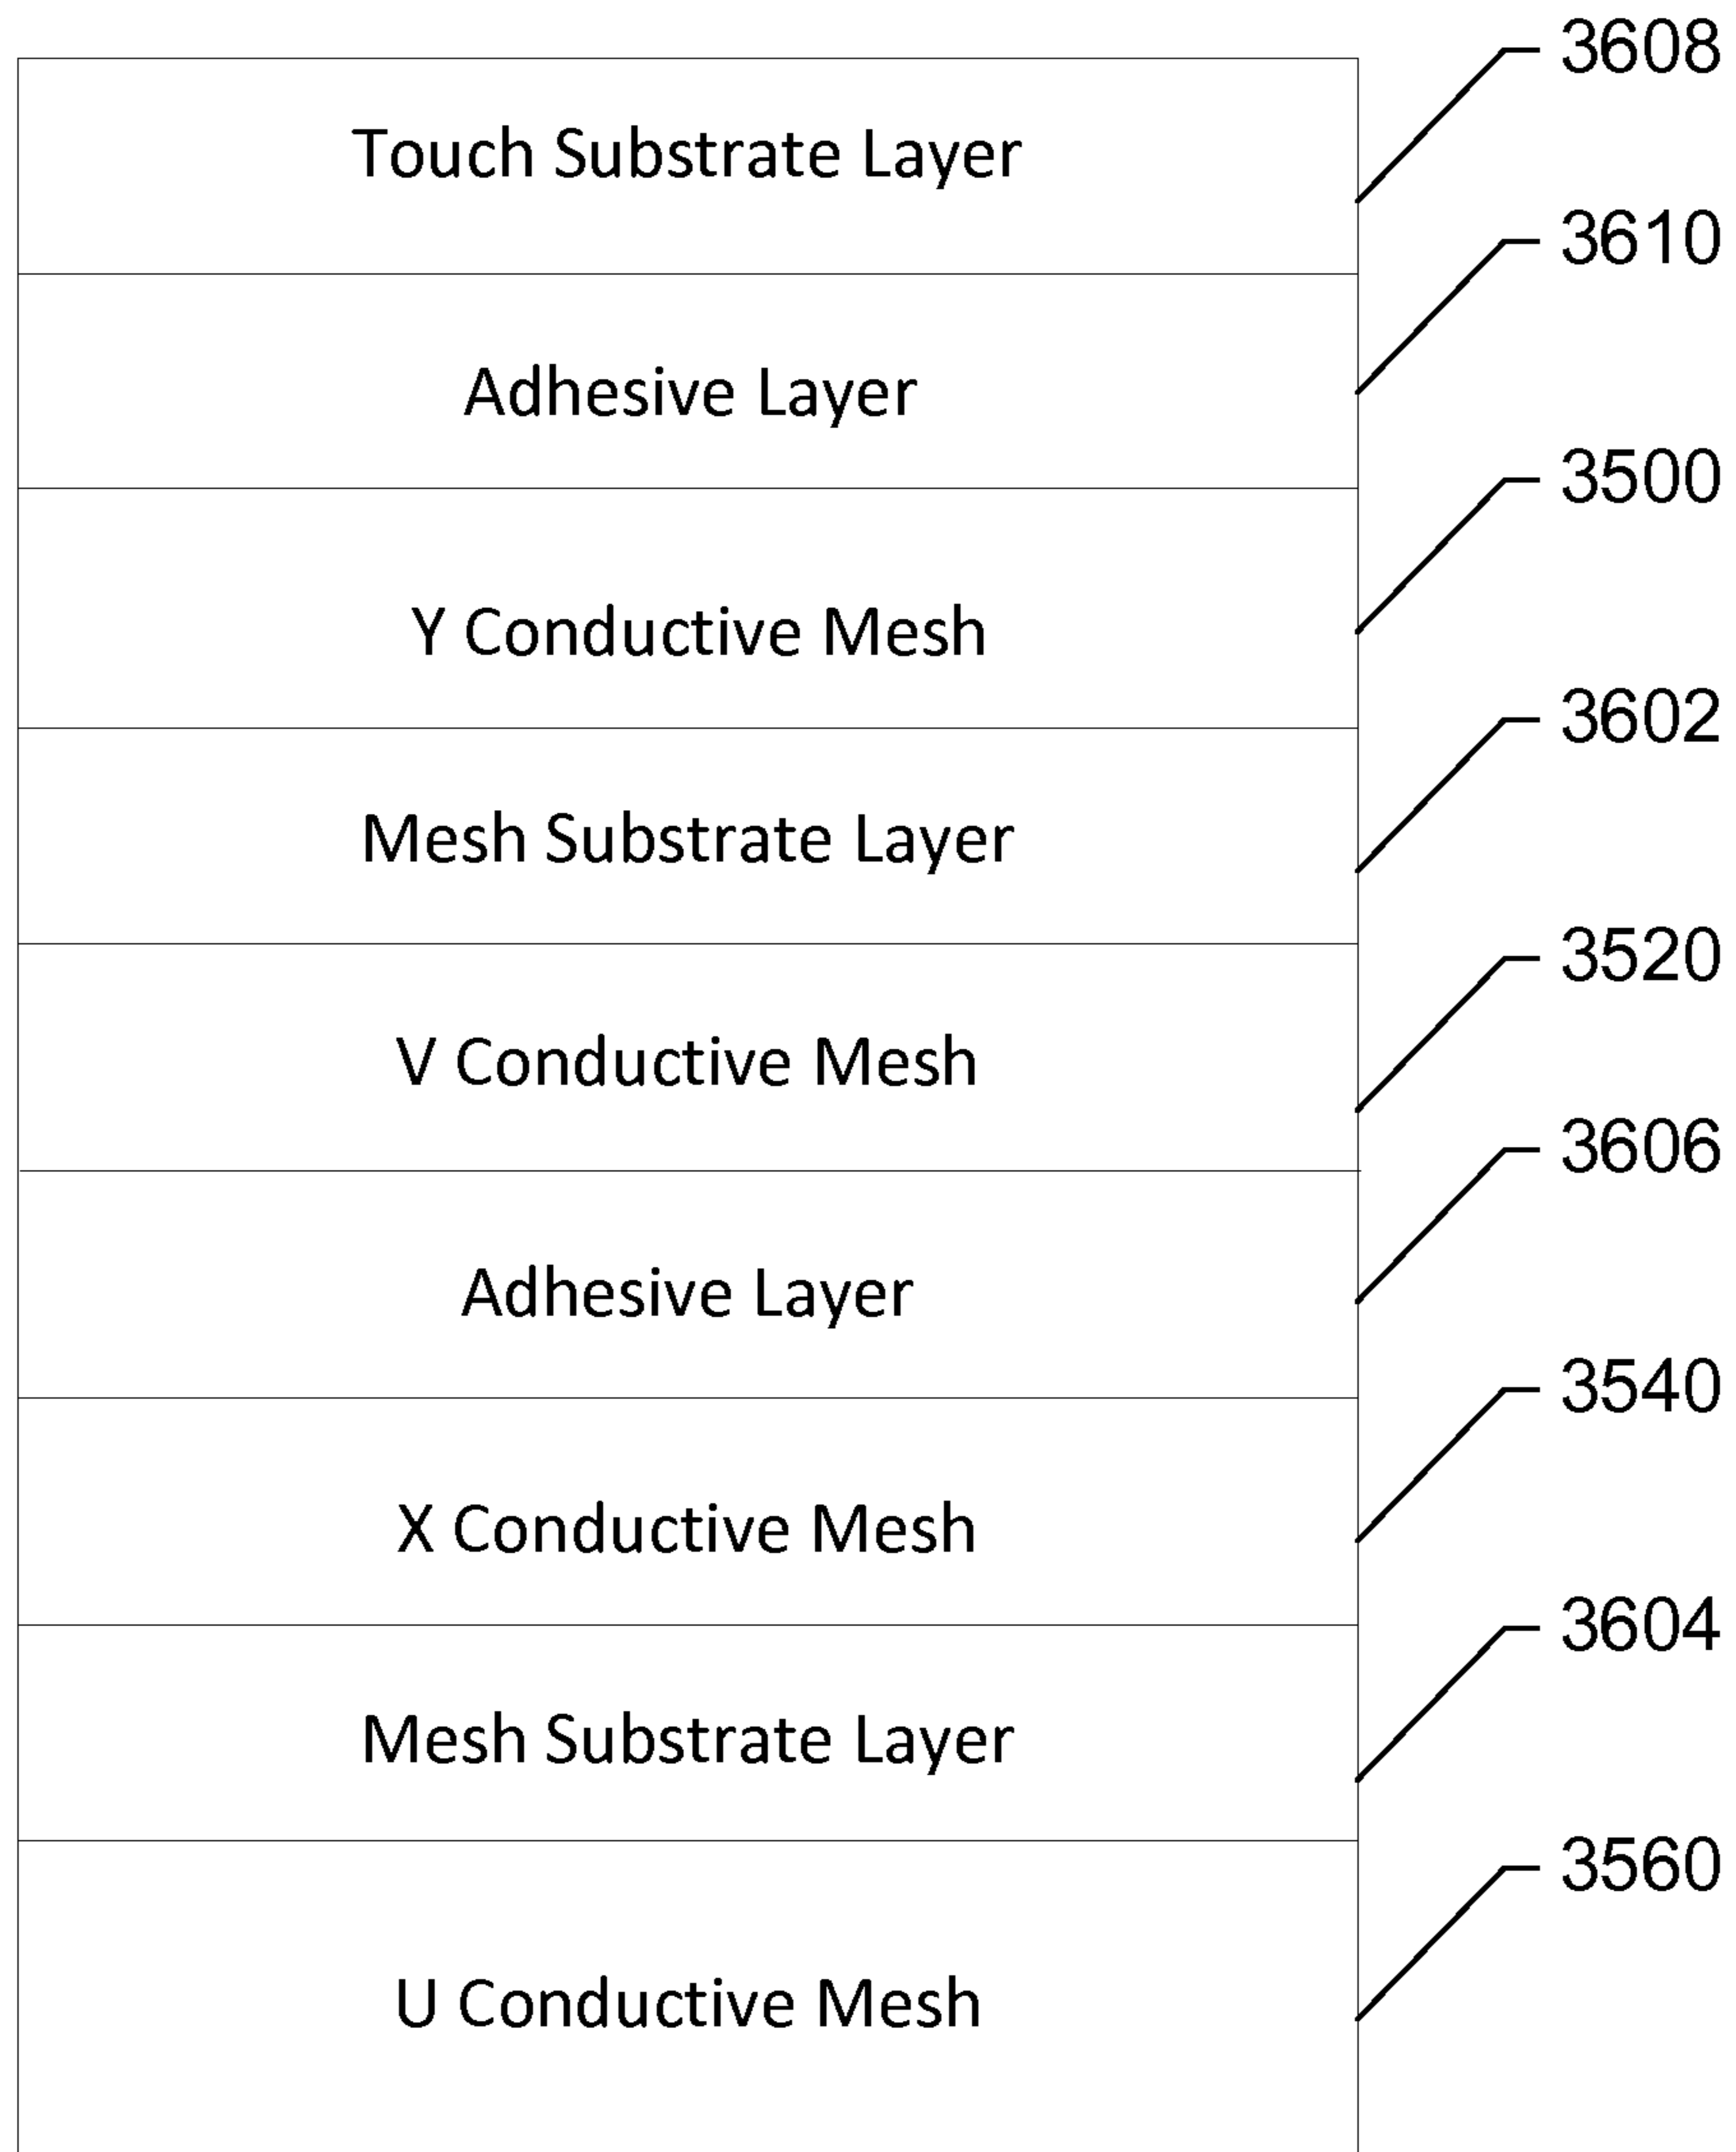 3608
Touch Substrate Layer
3610
Adhesive Layer
3500
Y Conductive Mesh
3602
Mesh Substrate Layer
3520
V Conductive Mesh
3606
Adhesive Layer
3540
X Conductive Mesh
3604
Mesh Substrate Layer
3560
U Conductive Mesh